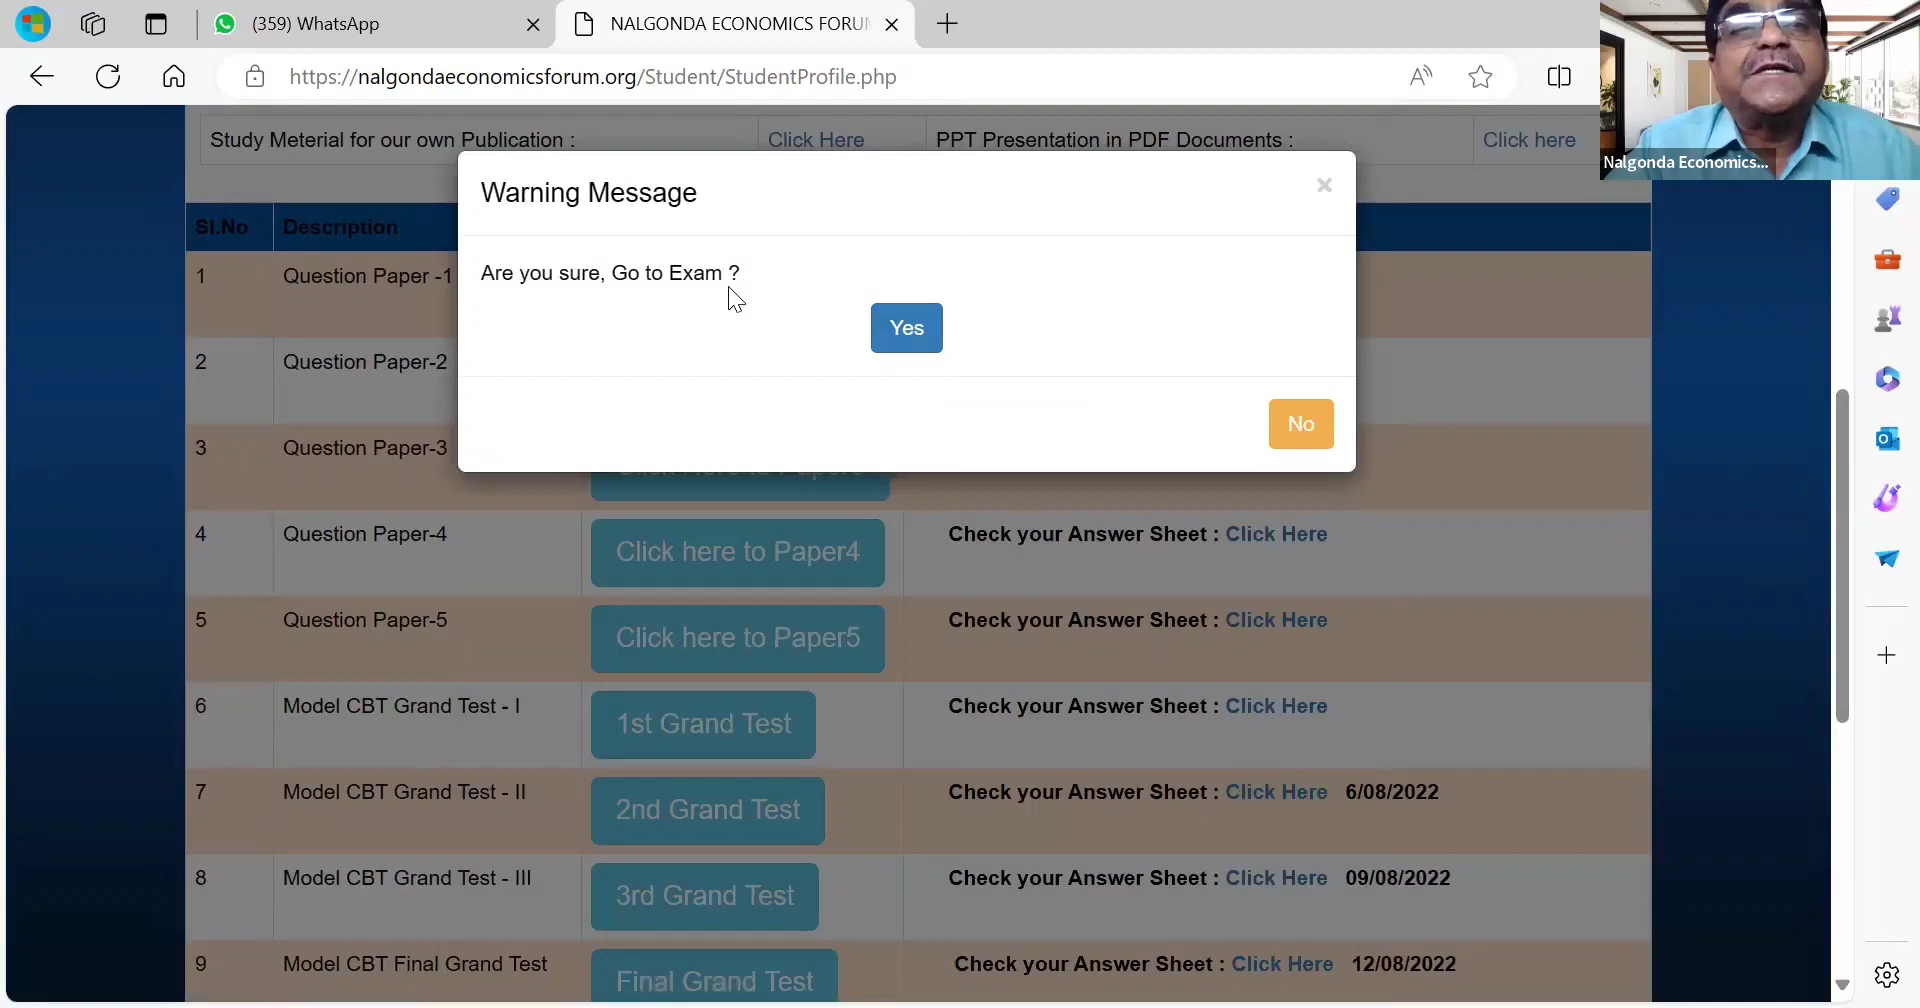 (359) WhatsApp
NALGONDA ECONOMICS FORU
https://nalgondaeconomicsforum.org/Student/StudentProfile.php
Nalgonda Economics...
Study Meterial for our own Publication : Click Here PPT Presentation in PDF Documents : Click here
Warning Message
×
Are you sure, Go to Exam ?
Yes
No
Sl.No Description
1 Question Paper -1
2 Question Paper-2
3 Question Paper-3
4 Question Paper-4 Click here to Paper4 Check your Answer Sheet : Click Here
5 Question Paper-5 Click here to Paper5 Check your Answer Sheet : Click Here
6 Model CBT Grand Test - I 1st Grand Test Check your Answer Sheet : Click Here
7 Model CBT Grand Test - II 2nd Grand Test Check your Answer Sheet : Click Here 6/08/2022
8 Model CBT Grand Test - III 3rd Grand Test Check your Answer Sheet : Click Here 09/08/2022
9 Model CBT Final Grand Test Final Grand Test Check your Answer Sheet : Click Here 12/08/2022